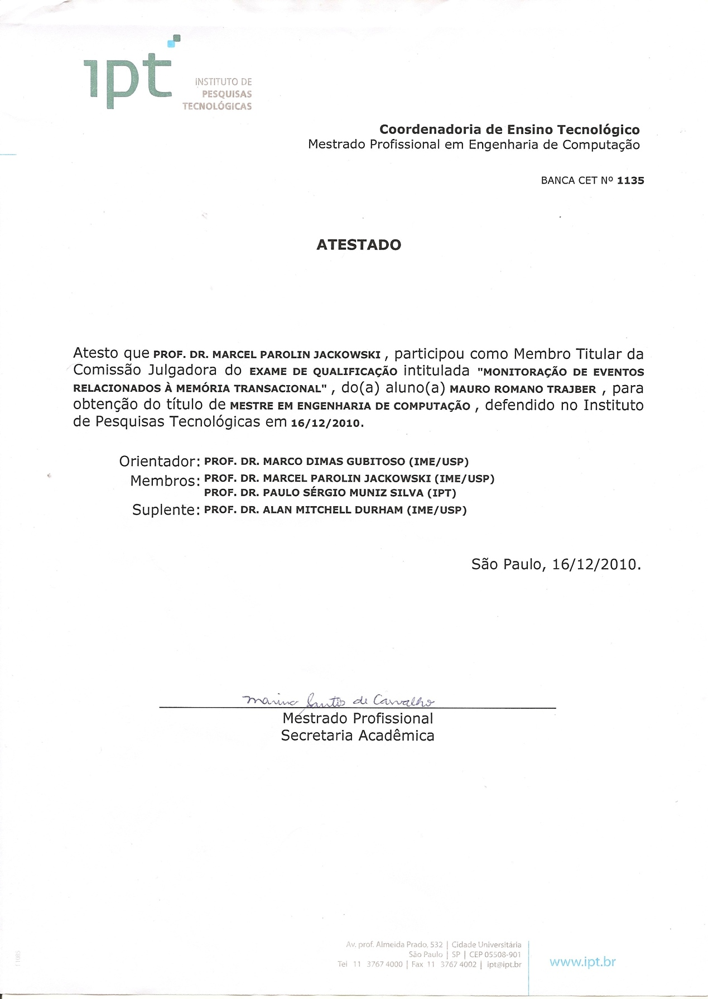 ipt
INSTITUTO DE
PESQUISAS
TECNOLÓGICAS
Coordenadoria de Ensino Tecnológico
Mestrado Profissional em Engenharia de Computação
BANCA CET Nº 1135
ATESTADO
Atesto que PROF. DR. MARCEL PAROLIN JACKOWSKI , participou como Membro Titular da
Comissão Julgadora do EXAME DE QUALIFICAÇÃO intitulada "MONITORAÇÃO DE EVENTOS
RELACIONADOS À MEMÓRIA TRANSACIONAL" , do(a) aluno(a) MAURO ROMANO TRAJBER , para
obtenção do título de MESTRE EM ENGENHARIA DE COMPUTAÇÃO , defendido no Instituto
de Pesquisas Tecnológicas em 16/12/2010.
Orientador: PROF. DR. MARCO DIMAS GUBITOSO (IME/USP)
Membros: PROF. DR. MARCEL PAROLIN JACKOWSKI (IME/USP)
PROF. DR. PAULO SÉRGIO MUNIZ SILVA (IPT)
Suplente: PROF. DR. ALAN MITCHELL DURHAM (IME/USP)
São Paulo, 16/12/2010.
Marina Santos de Carvalho
Mestrado Profissional
Secretaria Acadêmica
Av. prof. Almeida Prado, 532 | Cidade Universitária
São Paulo | SP | CEP 05508-901
Tel 11 3767 4000 | Fax 11 3767 4002 | ipt@ipt.br
www.ipt.br